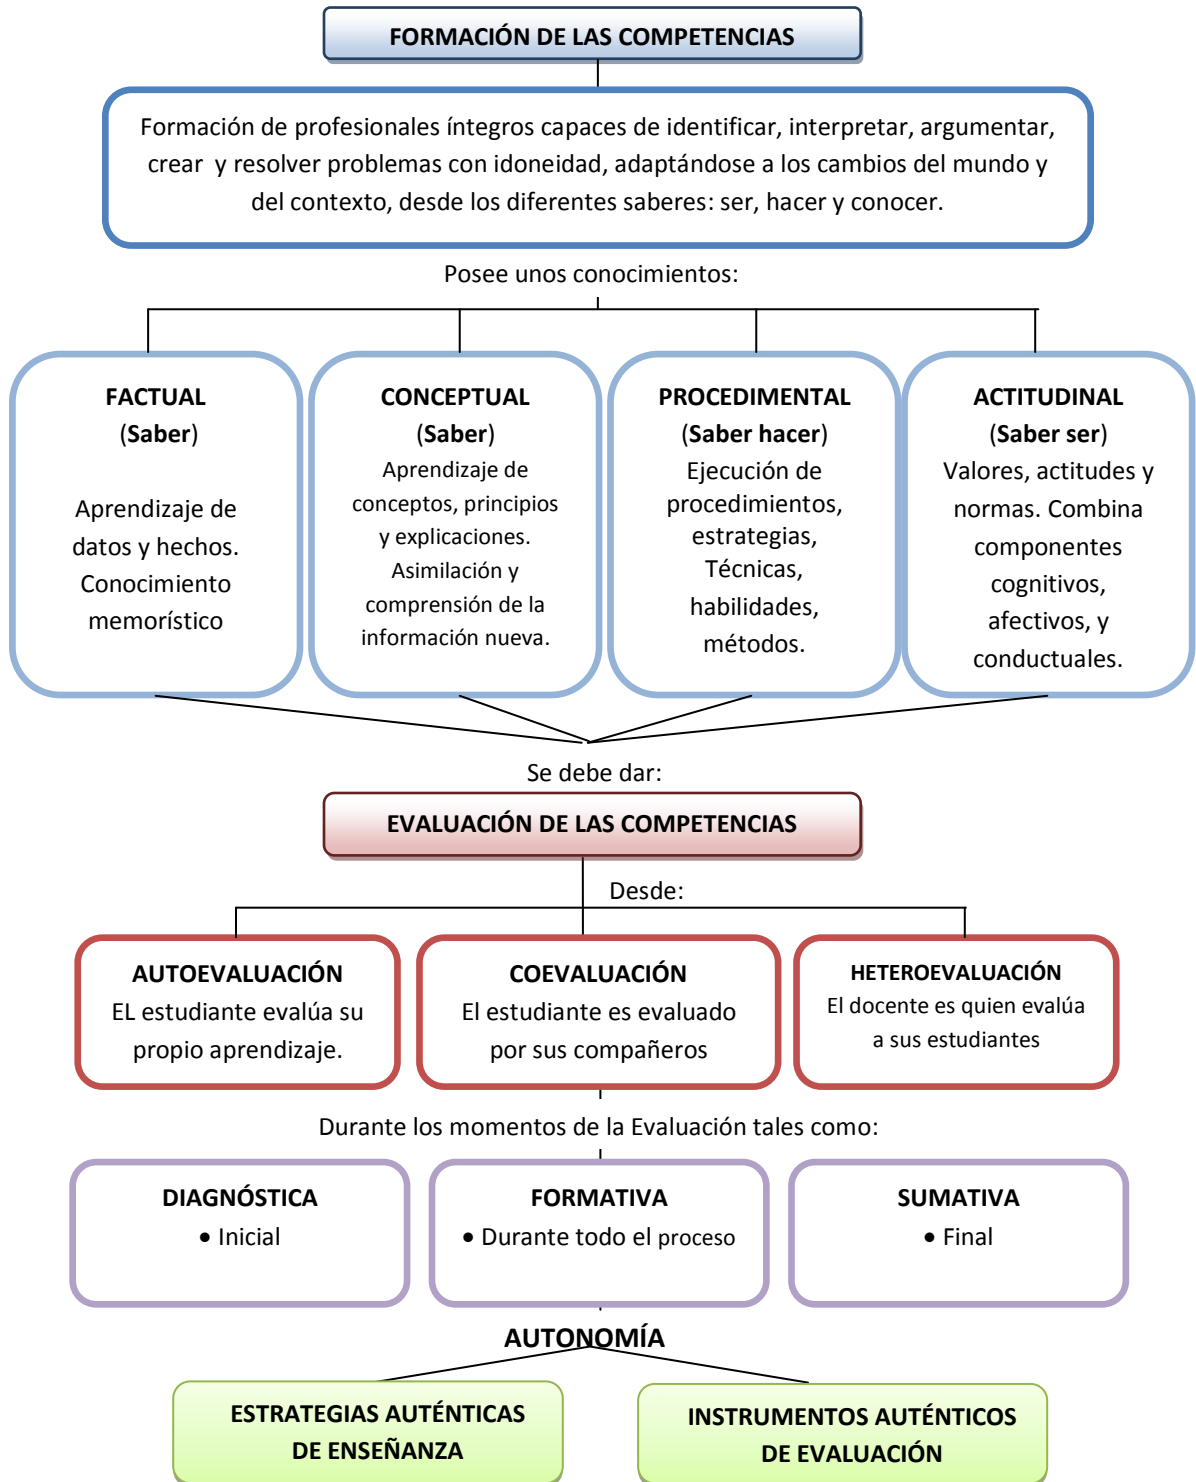 FORMACIÓN DE LAS COMPETENCIAS
Formación de profesionales íntegros capaces de identificar, interpretar, argumentar,
crear y resolver problemas con idoneidad, adaptándose a los cambios del mundo y
del contexto, desde los diferentes saberes: ser, hacer y conocer.
Posee unos conocimientos:
FACTUAL
(Saber)
Aprendizaje de
datos y hechos.
Conocimiento
memorístico
CONCEPTUAL
(Saber)
Aprendizaje de
conceptos, principios
y explicaciones.
Asimilación y
comprensión de la
información nueva.
PROCEDIMENTAL
(Saber hacer)
Ejecución de
procedimientos,
estrategias,
Técnicas,
habilidades,
métodos.
ACTITUDINAL
(Saber ser)
Valores, actitudes y
normas. Combina
componentes
cognitivos,
afectivos, y
conductuales.
Se debe dar:
EVALUACIÓN DE LAS COMPETENCIAS
Desde:
AUTOEVALUACIÓN
EL estudiante evalúa su
propio aprendizaje.
COEVALUACIÓN
El estudiante es evaluado
por sus compañeros
HETEROEVALUACIÓN
El docente es quien evalúa
a sus estudiantes
Durante los momentos de la Evaluación tales como:
DIAGNÓSTICA
• Inicial
FORMATIVA
• Durante todo el proceso
SUMATIVA
• Final
AUTONOMÍA
ESTRATEGIAS AUTÉNTICAS
DE ENSEÑANZA
INSTRUMENTOS AUTÉNTICOS
DE EVALUACIÓN